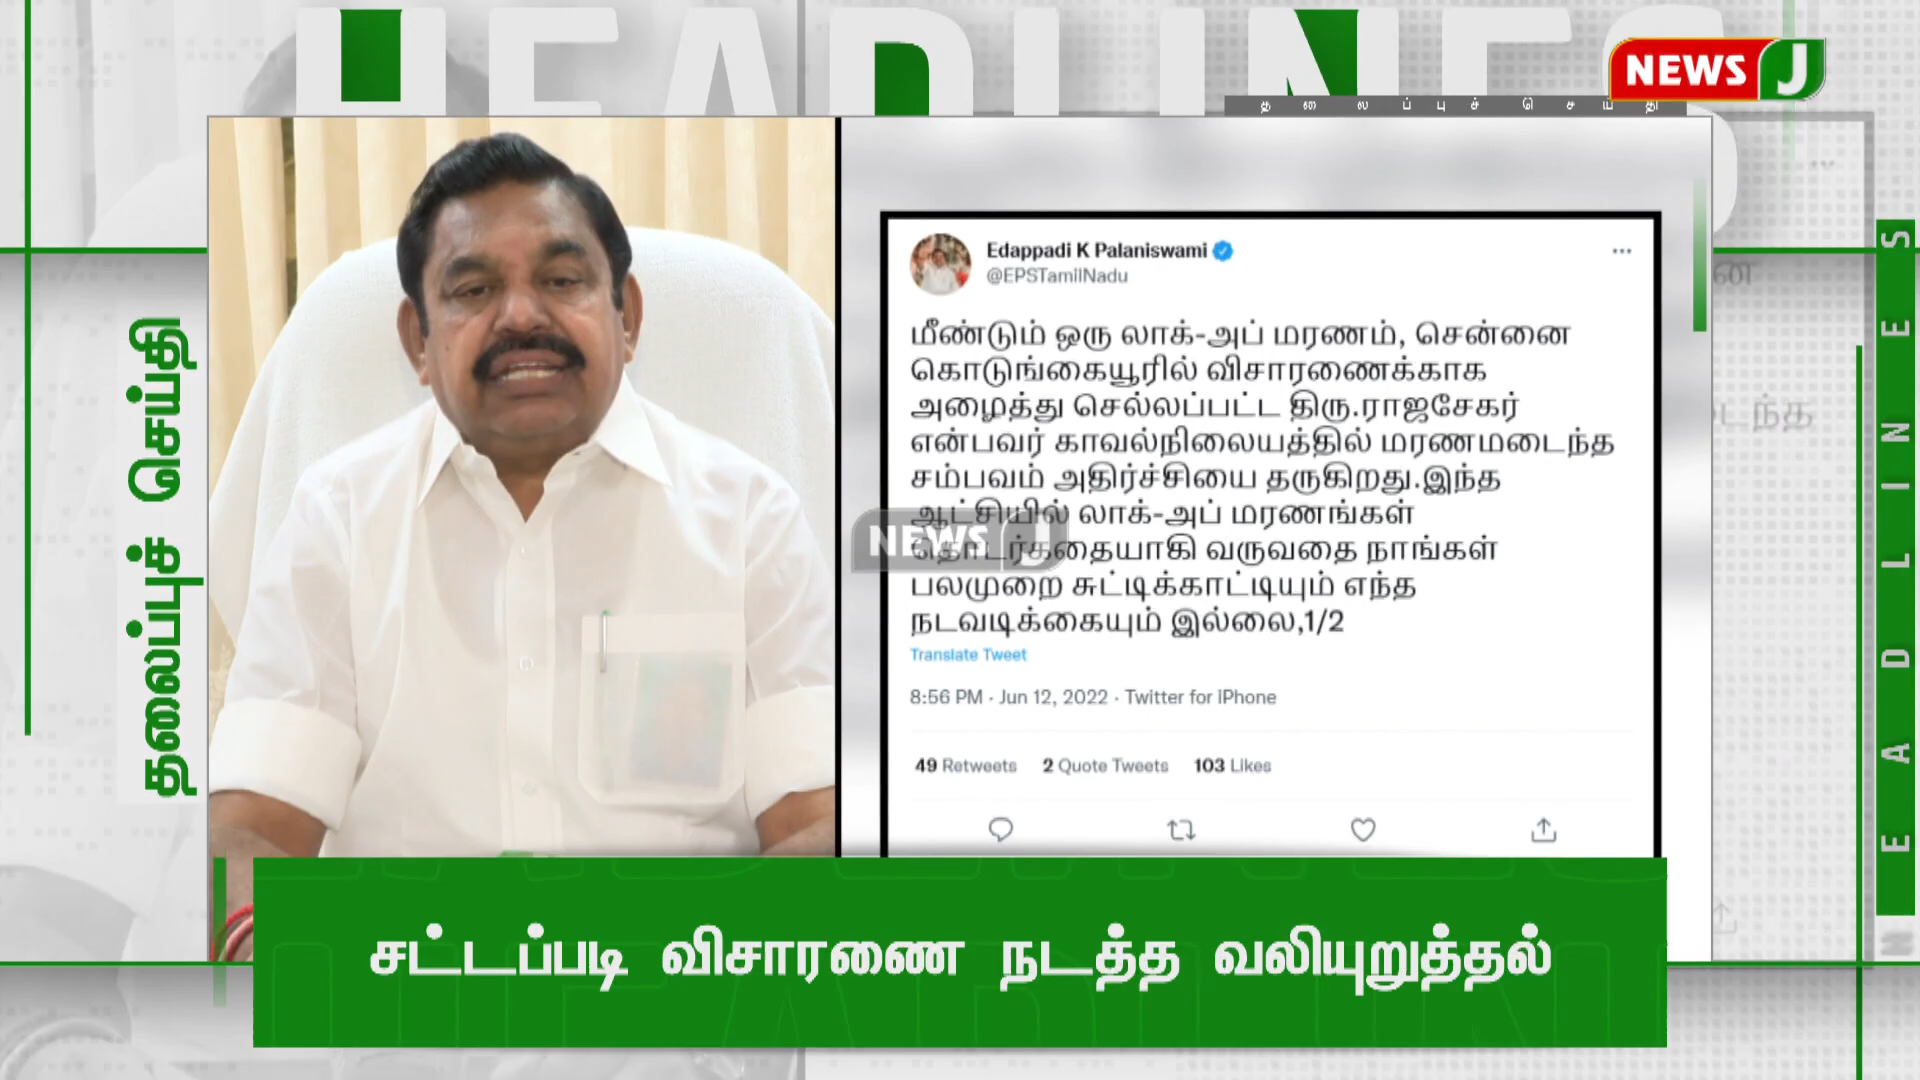 HEADLINES
NEWS J
தலைப்புச் செய்தி
தலைப்புச் செய்தி
Edappadi K Palaniswami
@EPSTamilNadu
மீண்டும் ஒரு லாக்-அப் மரணம், சென்னை
கொடுங்கையூரில் விசாரணைக்காக
அழைத்து செல்லப்பட்ட திரு.ராஜசேகர்
என்பவர் காவல்நிலையத்தில் மரணமடைந்த
சம்பவம் அதிர்ச்சியை தருகிறது.இந்த
ஆட்சியில் லாக்-அப் மரணங்கள்
தொடர்கதையாகி வருவதை நாங்கள்
பலமுறை சுட்டிக்காட்டியும் எந்த
நடவடிக்கையும் இல்லை,1/2
Translate Tweet
8:56 PM · Jun 12, 2022 · Twitter for iPhone
49 Retweets 2 Quote Tweets 103 Likes
NEWS J
சட்டப்படி விசாரணை நடத்த வலியுறுத்தல்
HEADLINES